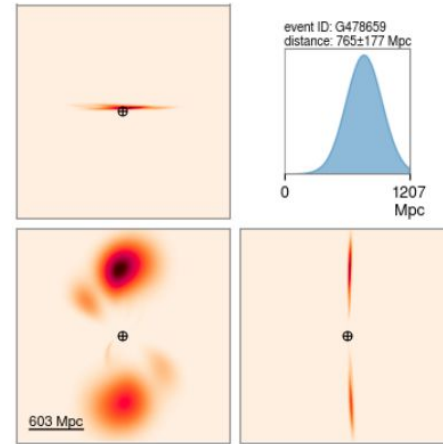 event ID: G478659
distance: 765±177 Mpc
0
1207
Mpc
603 Mpc